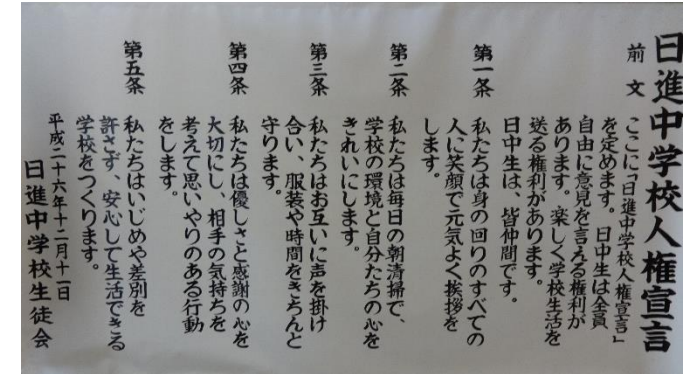 日進中学校人権宣言
前文
ここに「日進中学校人権宣言」
を定めます。日中生は全員
自由に意見を言える権利が
あります。楽しく学校生活を
送る権利があります。
日中生は、皆仲間です。
第一条
私たちは身の回りのすべての
人に笑顔で元気よく挨拶を
します。
第二条
私たちは毎日の朝清掃で、
学校の環境と自分たちの心を
きれいにします。
第三条
私たちはお互いに声を掛け
合い、服装や時間をきちんと
守ります。
第四条
私たちは優しさと感謝の心を
大切にし、相手の気持ちを
考えて思いやりのある行動
をします。
第五条
私たちはいじめや差別を
許さず、安心して生活できる
学校をつくります。
平成二十六年十二月十一日
日進中学校生徒会